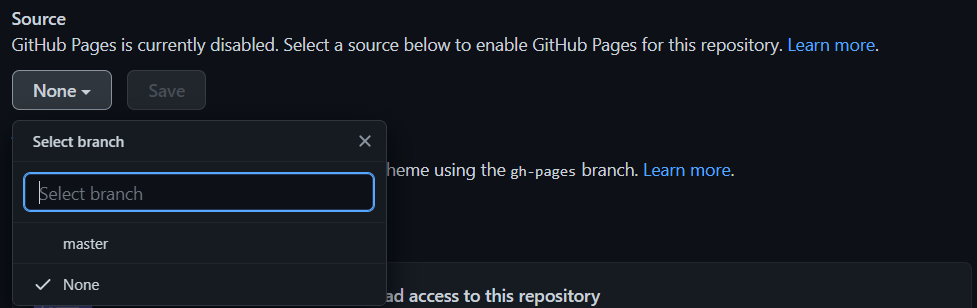 Source
GitHub Pages is currently disabled. Select a source below to enable GitHub Pages for this repository. Learn more.
None
Save
Select branch
heme using the gh-pages branch. Learn more.
Select branch
master
None
ad access to this repository